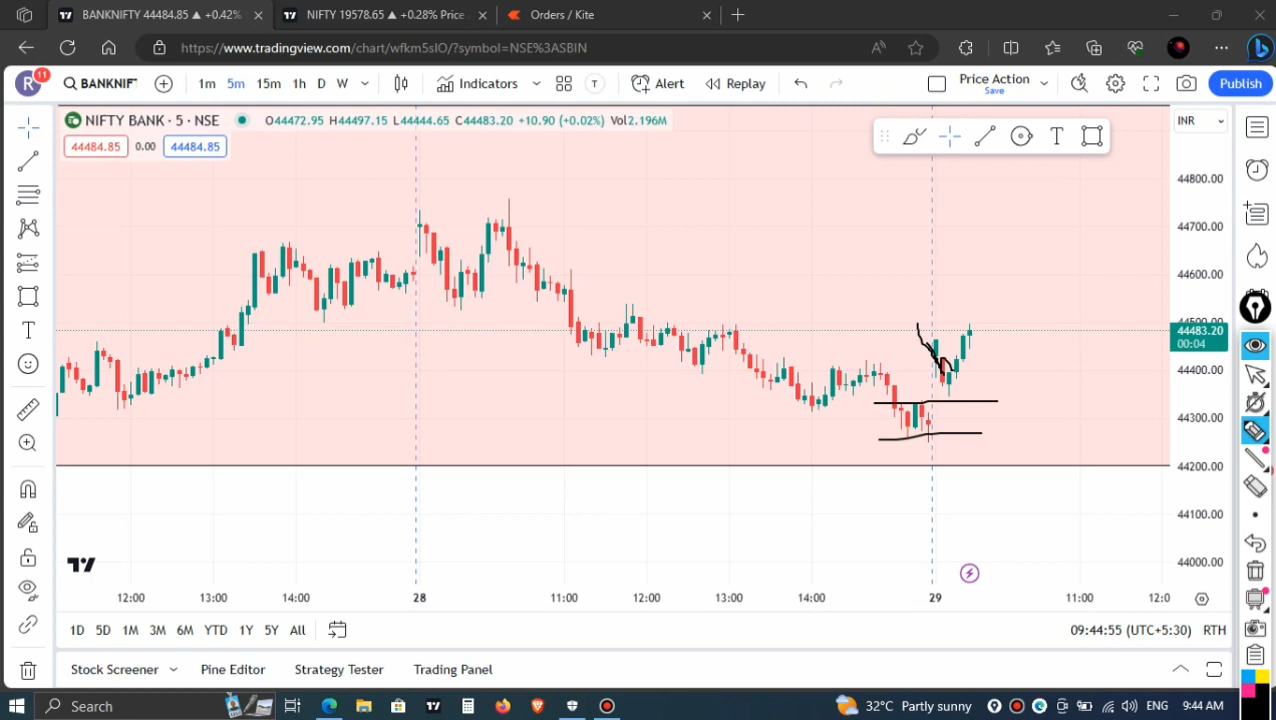 BANKNIFTY 44484.85 ▲ +0.42%
NIFTY 19578.65 ▲ +0.28% Price
Orders / Kite
https://www.tradingview.com/chart/wfkm5sIO/?symbol=NSE%3ASBIN
R 11
BANKNIF
1m 5m 15m 1h D W
Indicators
T
Alert
Replay
Price Action
Save
Publish
NIFTY BANK · 5 · NSE
O44472.95 H44497.15 L44444.65 C44483.20 +10.90 (+0.02%) Vol2.196M
44484.85 0.00 44484.85
T
INR
44800.00
44700.00
44600.00
44500.00
44483.20
00:04
44400.00
44300.00
44200.00
44100.00
44000.00
12:00 13:00 14:00 28 11:00 12:00 13:00 14:00 29 11:00 12:0
1D 5D 1M 3M 6M YTD 1Y 5Y All
09:44:55 (UTC+5:30) RTH
Stock Screener
Pine Editor
Strategy Tester
Trading Panel
Search
32°C Partly sunny
ENG
9:44 AM